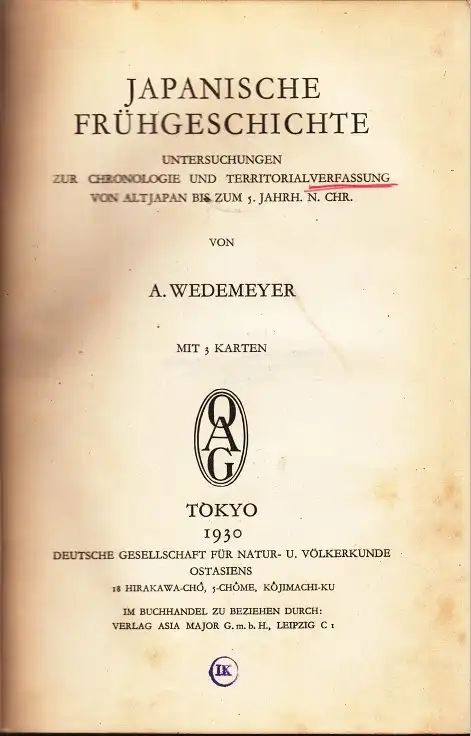 JAPANISCHE
FRÜHGESCHICHTE
UNTERSUCHUNGEN
ZUR CHRONOLOGIE UND TERRITORIALVERFASSUNG
VON ALTJAPAN BIS ZUM 5. JAHRH. N. CHR.
VON
A. WEDEMEYER
MIT 3 KARTEN
OAG
TŌKYO
1930
DEUTSCHE GESELLSCHAFT FÜR NATUR- U. VÖLKERKUNDE
OSTASIENS
18 HIRAKAWA-CHŌ, 5-CHŌME, KŌJIMACHI-KU
IM BUCHHANDEL ZU BEZIEHEN DURCH:
VERLAG ASIA MAJOR G. m. b. H., LEIPZIG C 1
IK